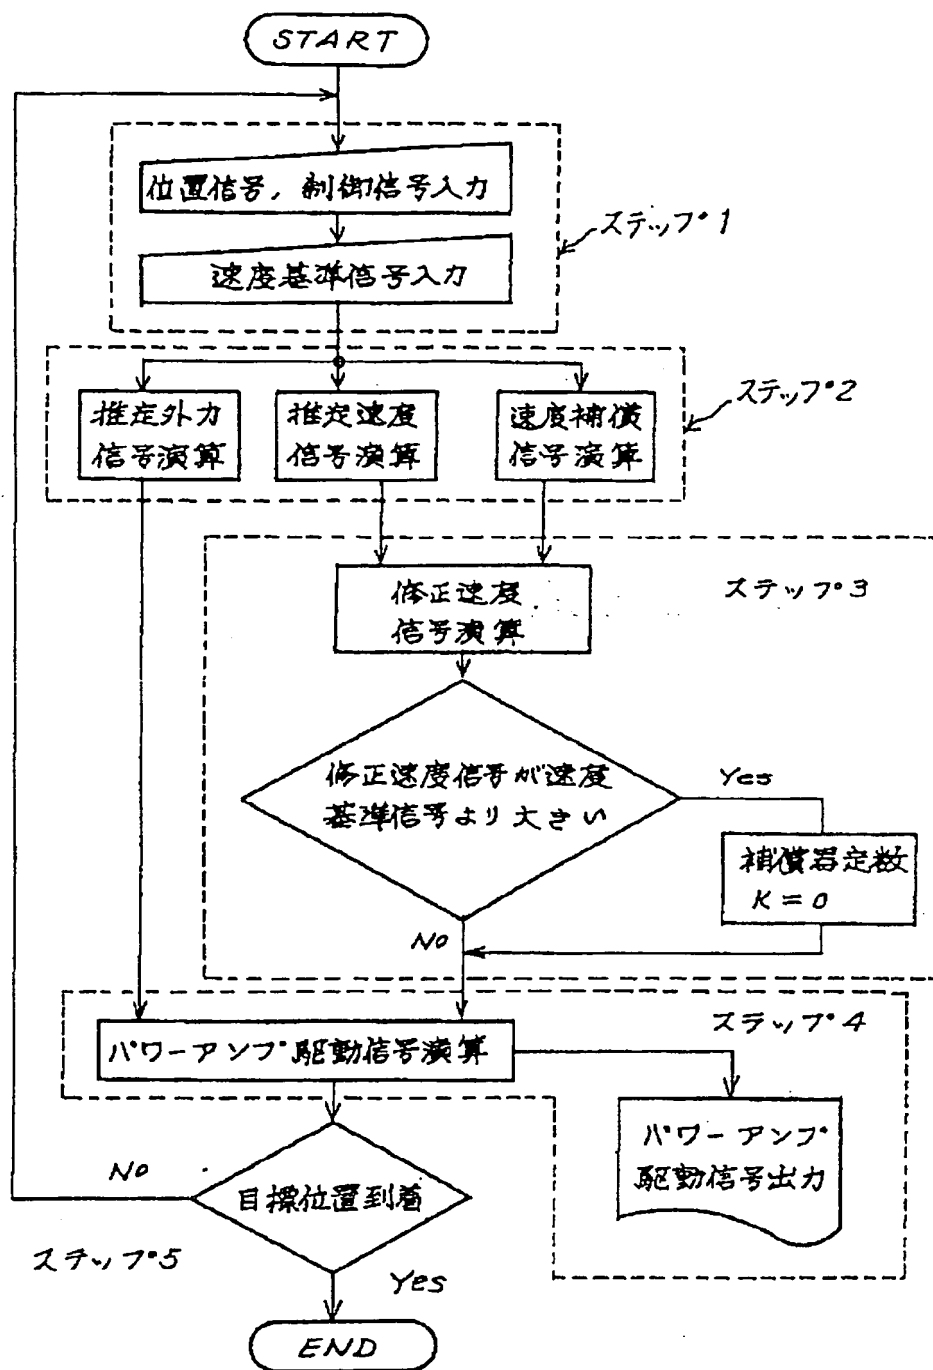 START
位置信号，制御信号入力
速度基準信号入力
ステップ1
推定外力
信号演算
推定速度
信号演算
速度補償
信号演算
ステップ2
修正速度
信号演算
ステップ3
修正速度信号が速度
基準信号より大きい
Yes
補償器定数
K=0
No
ステップ4
パワーアンプ駆動信号演算
パワーアンプ
駆動信号出力
No
目標位置到着
ステップ5
Yes
END